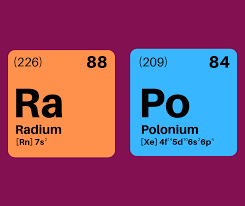 (226) 88
Ra
Radium
[Rn] 7s²
(209) 84
Po
Polonium
[Xe] 4f¹⁴5d¹⁰6s²6p⁴